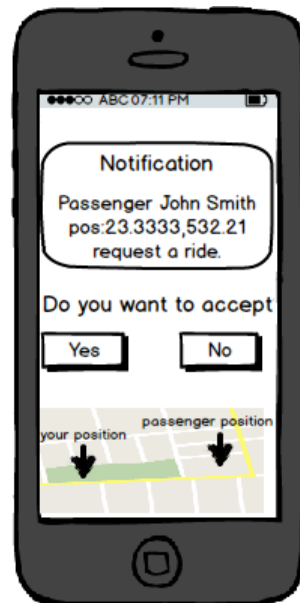 ABC 07:11 PM
Notification
Passenger John Smith
pos:23.3333,532.21
request a ride.
Do you want to accept
Yes No
your position passenger position